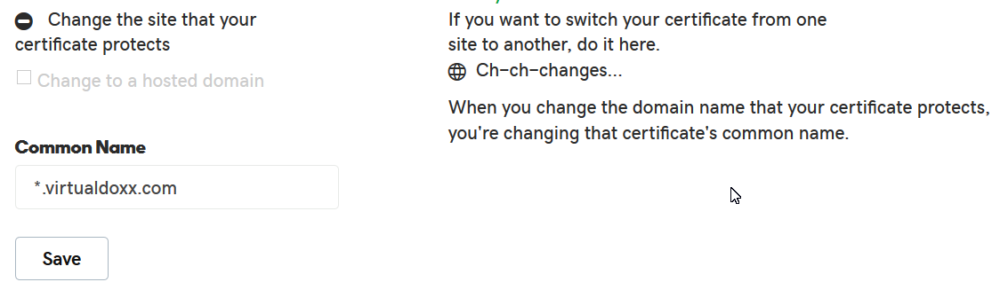 Change the site that your
certificate protects
Change to a hosted domain
Common Name
*.virtualdoxx.com
Save
If you want to switch your certificate from one
site to another, do it here.
Ch-ch-changes...
When you change the domain name that your certificate protects,
you're changing that certificate's common name.